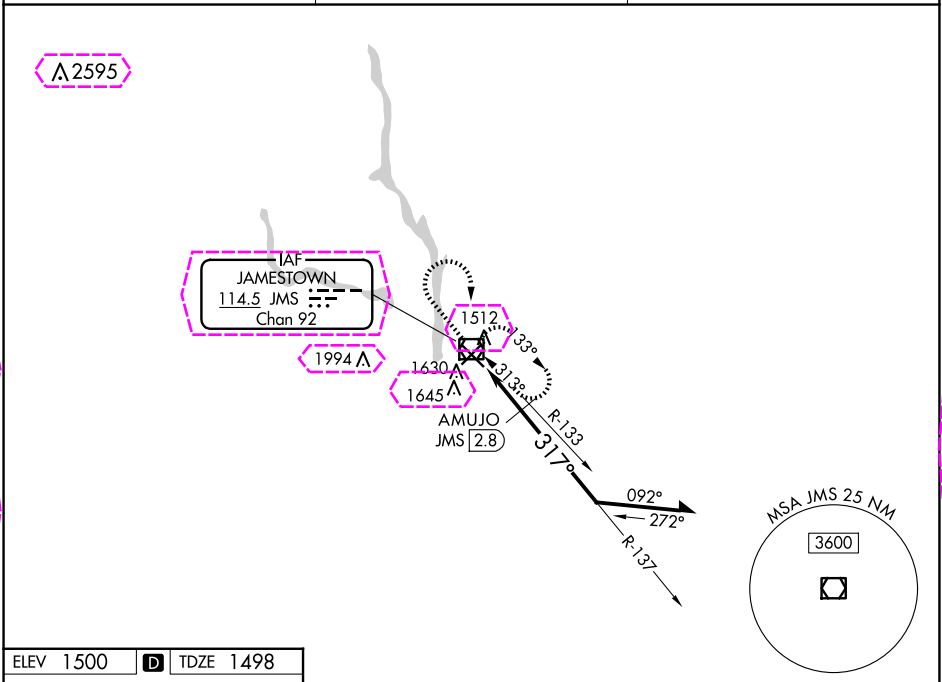 2595
IAF
JAMESTOWN
114.5 JMS
Chan 92
1512
133°
1994
1630
313°
1645
AMUJO
JMS 2.8
R-133
317°
092°
272°
R-137
MSA JMS 25 NM
3600
ELEV 1500 D TDZE 1498